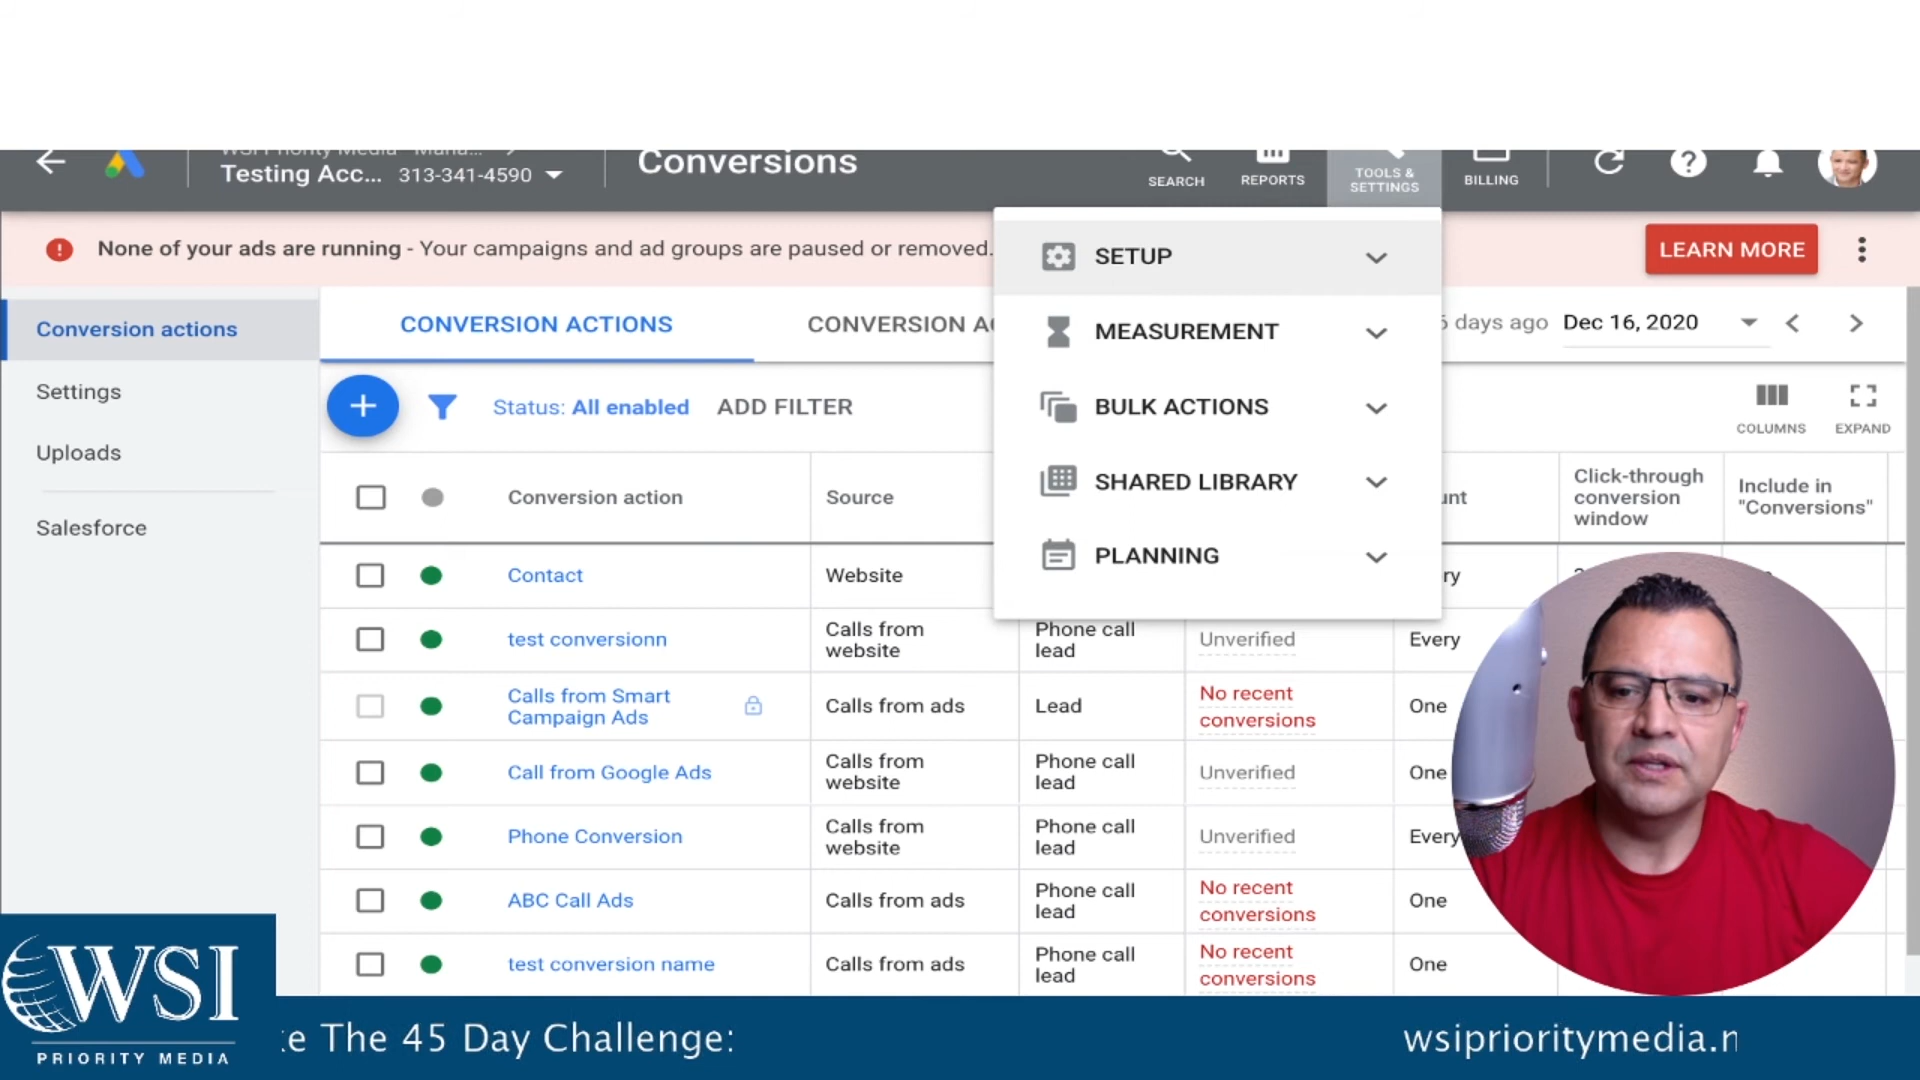 Testing Acc... 313-341-4590
Conversions
SEARCH
REPORTS
TOOLS &
SETTINGS
BILLING
None of your ads are running - Your campaigns and ad groups are paused or removed.
LEARN MORE
SETUP
MEASUREMENT
BULK ACTIONS
SHARED LIBRARY
PLANNING
Conversion actions
Settings
Uploads
Salesforce
CONVERSION ACTIONS
CONVERSION
days ago Dec 16, 2020
Status: All enabled
ADD FILTER
COLUMNS
EXPAND
Conversion action
Source
Click-through
conversion
window
Include in
"Conversions"
Contact
Website
test conversionn
Calls from
website
Phone call
lead
Unverified
Every
Calls from Smart
Campaign Ads
Calls from ads
Lead
No recent
conversions
One
Call from Google Ads
Calls from
website
Phone call
lead
Unverified
One
Phone Conversion
Calls from
website
Phone call
lead
Unverified
Every
ABC Call Ads
Calls from ads
Phone call
lead
No recent
conversions
One
test conversion name
Calls from ads
Phone call
lead
No recent
conversions
One
WSI
PRIORITY MEDIA
ke The 45 Day Challenge:
wsiprioritymedia.n